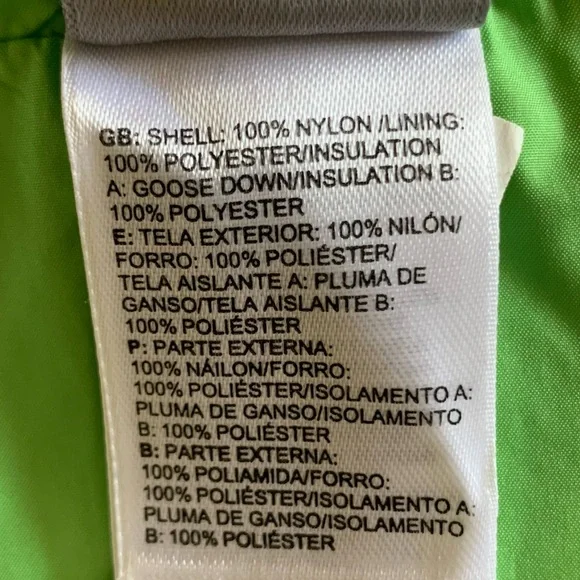 GB: SHELL: 100% NYLON /LINING:
100% POLYESTER/INSULATION
A: GOOSE DOWN/INSULATION B:
100% POLYESTER
E: TELA EXTERIOR: 100% NILÓN/
FORRO: 100% POLIÉSTER/
TELA AISLANTE A: PLUMA DE
GANSO/TELA AISLANTE B:
100% POLIÉSTER
P: PARTE EXTERNA:
100% NÁILON/FORRO:
100% POLIÉSTER/ISOLAMENTO A:
PLUMA DE GANSO/ISOLAMENTO
B: 100% POLIÉSTER
B: PARTE EXTERNA:
100% POLIAMIDA/FORRO:
100% POLIÉSTER/ISOLAMENTO A:
PLUMA DE GANSO/ISOLAMENTO
B: 100% POLIÉSTER